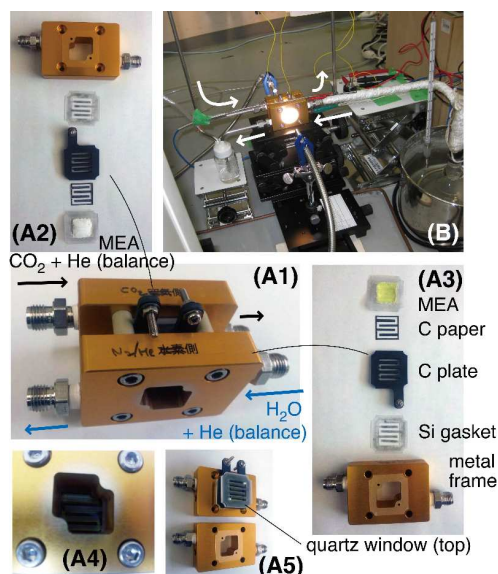 (A2)
MEA
CO₂ + He (balance)
(B)
(A1)
(A3)
MEA
C paper
C plate
Si gasket
metal
frame
H₂O
+ He (balance)
(A4)
(A5)
quartz window (top)